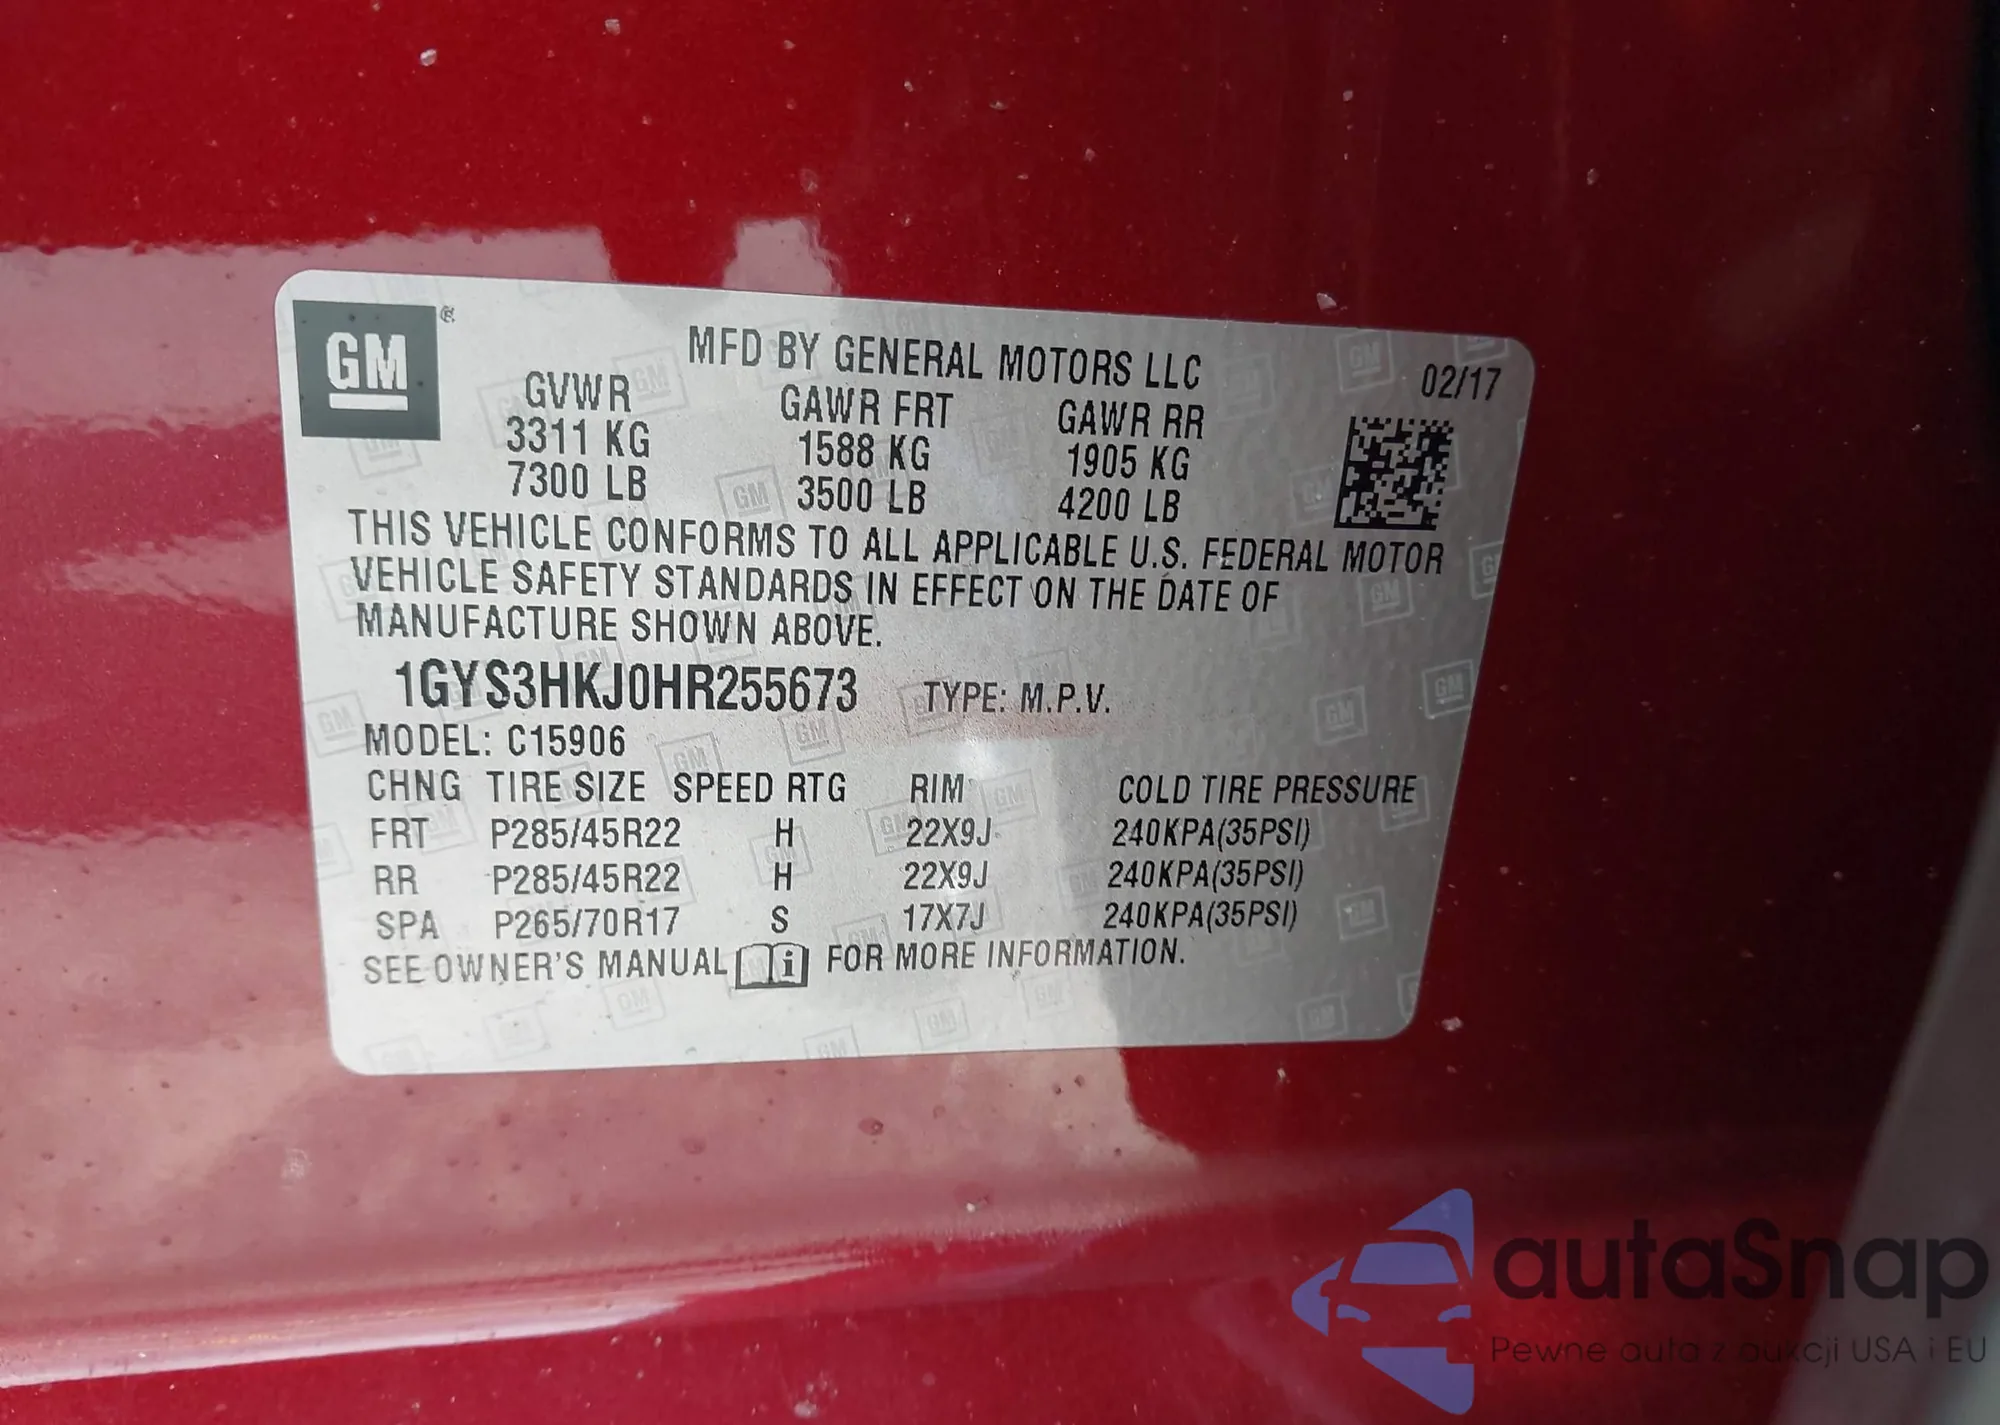 GM ®
MFD BY GENERAL MOTORS LLC
02/17
GVWR GAWR FRT GAWR RR
3311 KG 1588 KG 1905 KG
7300 LB 3500 LB 4200 LB
THIS VEHICLE CONFORMS TO ALL APPLICABLE U.S. FEDERAL MOTOR
VEHICLE SAFETY STANDARDS IN EFFECT ON THE DATE OF
MANUFACTURE SHOWN ABOVE.
1GYS3HKJ0HR255673 TYPE: M.P.V.
MODEL: C15906
CHNG TIRE SIZE SPEED RTG RIM COLD TIRE PRESSURE
FRT P285/45R22 H 22X9J 240KPA(35PSI)
RR P285/45R22 H 22X9J 240KPA(35PSI)
SPA P265/70R17 S 17X7J 240KPA(35PSI)
SEE OWNER'S MANUAL i FOR MORE INFORMATION.
autaSnap
Pewne auta z aukcji USA i EU